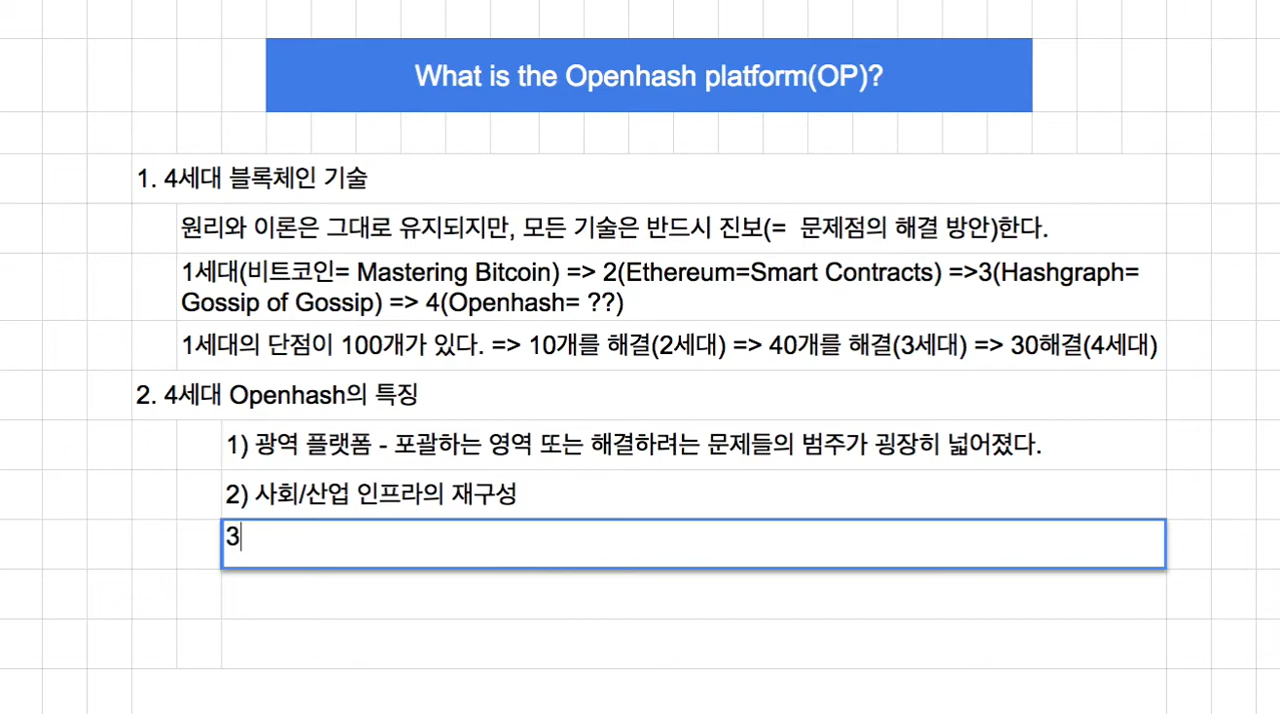 What is the Openhash platform(OP)?
1. 4세대 블록체인 기술
원리와 이론은 그대로 유지되지만, 모든 기술은 반드시 진보(= 문제점의 해결 방안)한다.
1세대(비트코인= Mastering Bitcoin) => 2(Ethereum=Smart Contracts) =>3(Hashgraph=
Gossip of Gossip) => 4(Openhash= ??)
1세대의 단점이 100개가 있다. => 10개를 해결(2세대) => 40개를 해결(3세대) => 30해결(4세대)
2. 4세대 Openhash의 특징
1) 광역 플랫폼 - 포괄하는 영역 또는 해결하려는 문제들의 범주가 굉장히 넓어졌다.
2) 사회/산업 인프라의 재구성
3